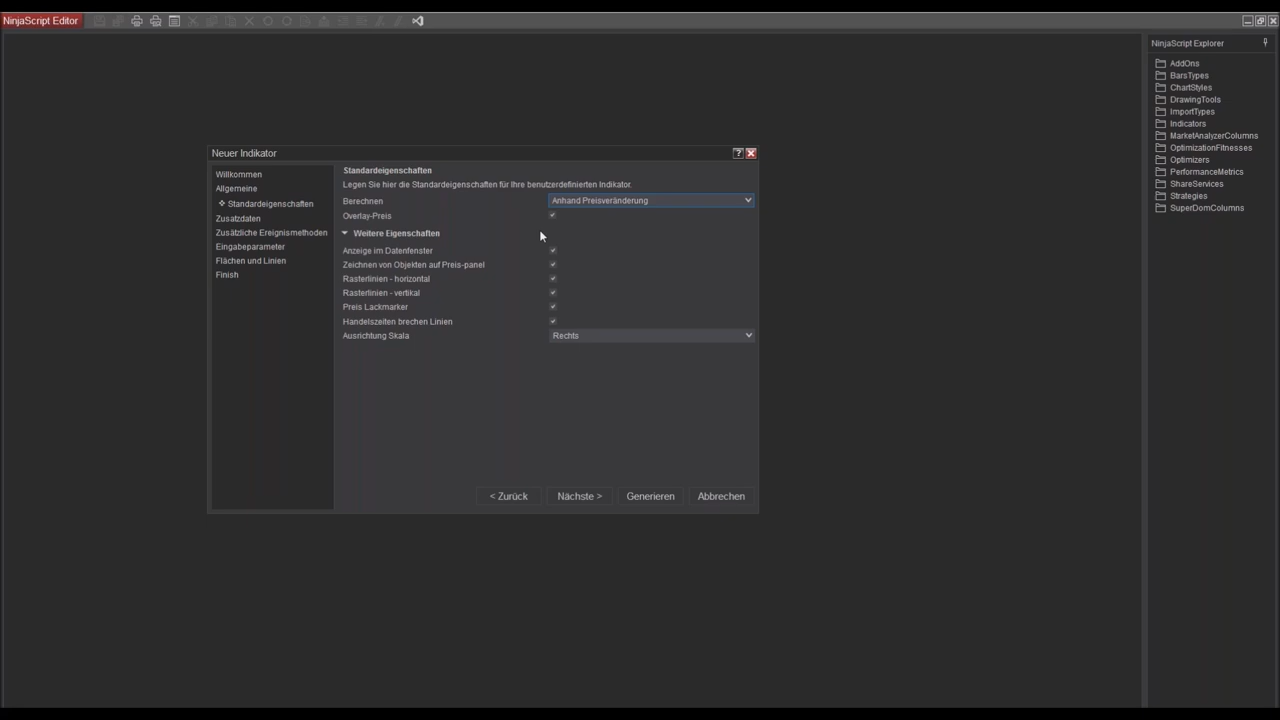 NinjaScript Editor
NinjaScript Explorer
AddOns
BarsTypes
ChartStyles
DrawingTools
ImportTypes
Indicators
MarketAnalyzerColumns
OptimizationFitnesses
Optimizers
PerformanceMetrics
ShareServices
Strategies
SuperDomColumns
Neuer Indikator
?
Willkommen
Allgemeine
Standardeigenschaften
Zusatzdaten
Zusätzliche Ereignismethoden
Eingabeparameter
Flächen und Linien
Finish
Standardeigenschaften
Legen Sie hier die Standardeigenschaften für Ihre benutzerdefinierten Indikator.
Berechnen Anhand Preisveränderung
Overlay-Preis
Weitere Eigenschaften
Anzeige im Datenfenster
Zeichnen von Objekten auf Preis-panel
Rasterlinien - horizontal
Rasterlinien - vertikal
Preis Lackmarker
Handelszeiten brechen Linien
Ausrichtung Skala Rechts
< Zurück Nächste > Generieren Abbrechen